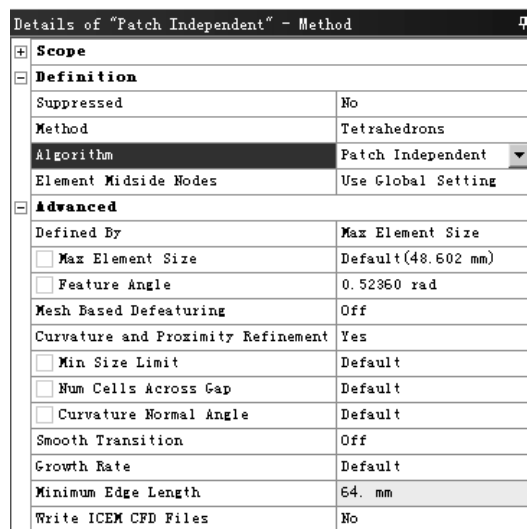 Details of "Patch Independent" - Method
Scope
Definition
Suppressed No
Method Tetrahedrons
Algorithm Patch Independent
Element Midside Nodes Use Global Setting
Advanced
Defined By Max Element Size
Max Element Size Default(48.602 mm)
Feature Angle 0.52360 rad
Mesh Based Defeaturing Off
Curvature and Proximity Refinement Yes
Min Size Limit Default
Num Cells Across Gap Default
Curvature Normal Angle Default
Smooth Transition Off
Growth Rate Default
Minimum Edge Length 64. mm
Write ICEM CFD Files No